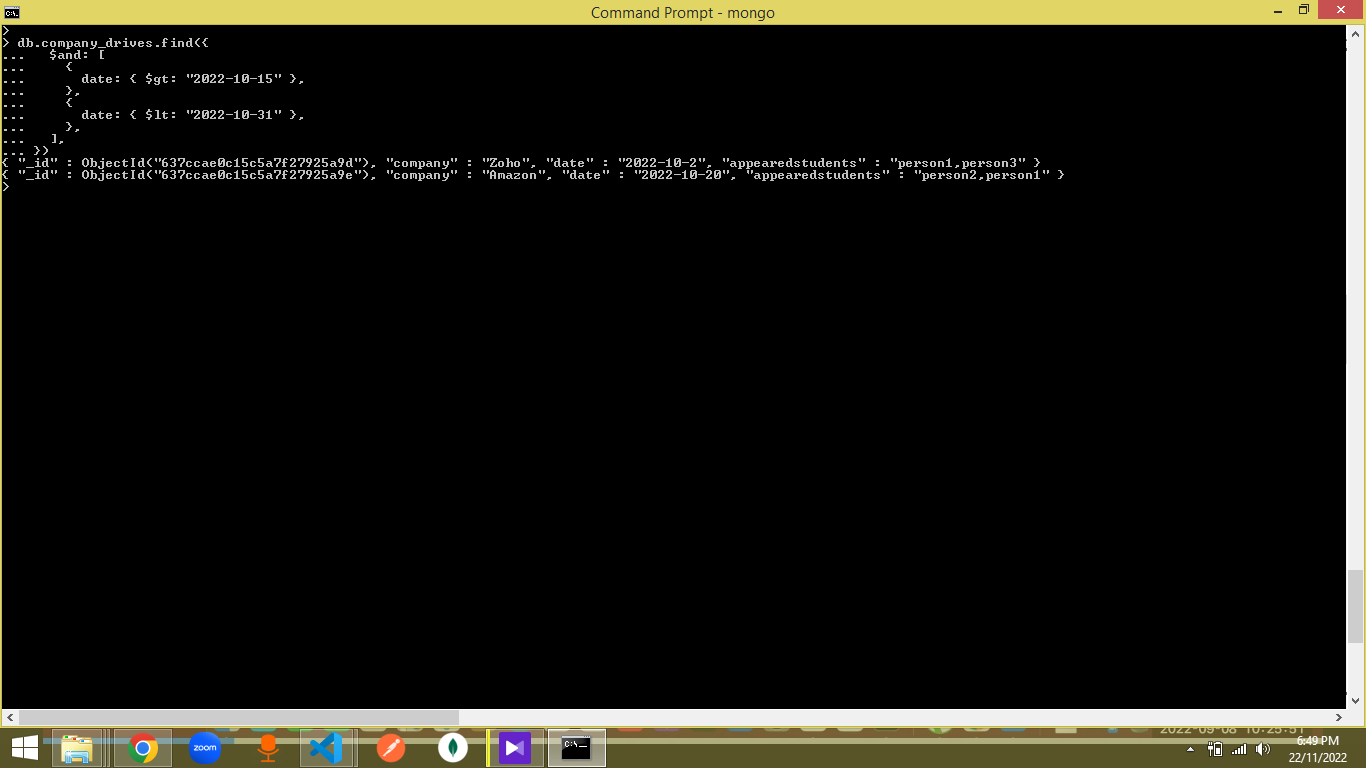 Command Prompt - mongo
>
> db.company_drives.find({
... $and: [
... {
... date: { $gt: "2022-10-15" },
... },
... {
... date: { $lt: "2022-10-31" },
... },
... ],
... })
{ "_id" : ObjectId("637ccae0c15c5a7f27925a9d"), "company" : "Zoho", "date" : "2022-10-2", "appearedstudents" : "person1,person3" }
{ "_id" : ObjectId("637ccae0c15c5a7f27925a9e"), "company" : "Amazon", "date" : "2022-10-20", "appearedstudents" : "person2,person1" }
>
zoom
2022-09-08 10:25:51
6:49 PM
22/11/2022